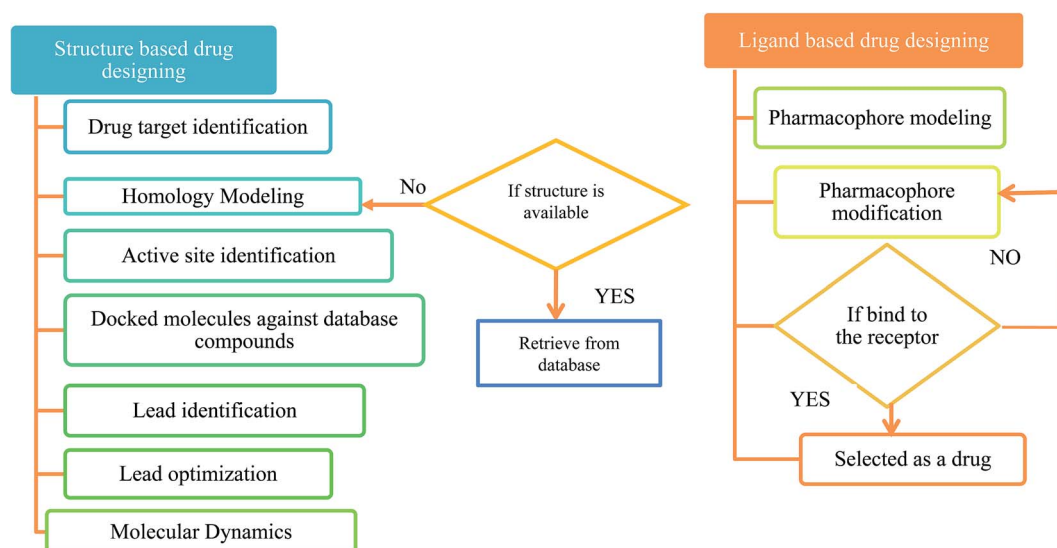 Structure based drug
designing
Drug target identification
Homology Modeling
Active site identification
Docked molecules against database
compounds
Lead identification
Lead optimization
Molecular Dynamics
No
If structure is
available
YES
Retrieve from
database
Ligand based drug designing
Pharmacophore modeling
Pharmacophore
modification
NO
If bind to
the receptor
YES
Selected as a drug